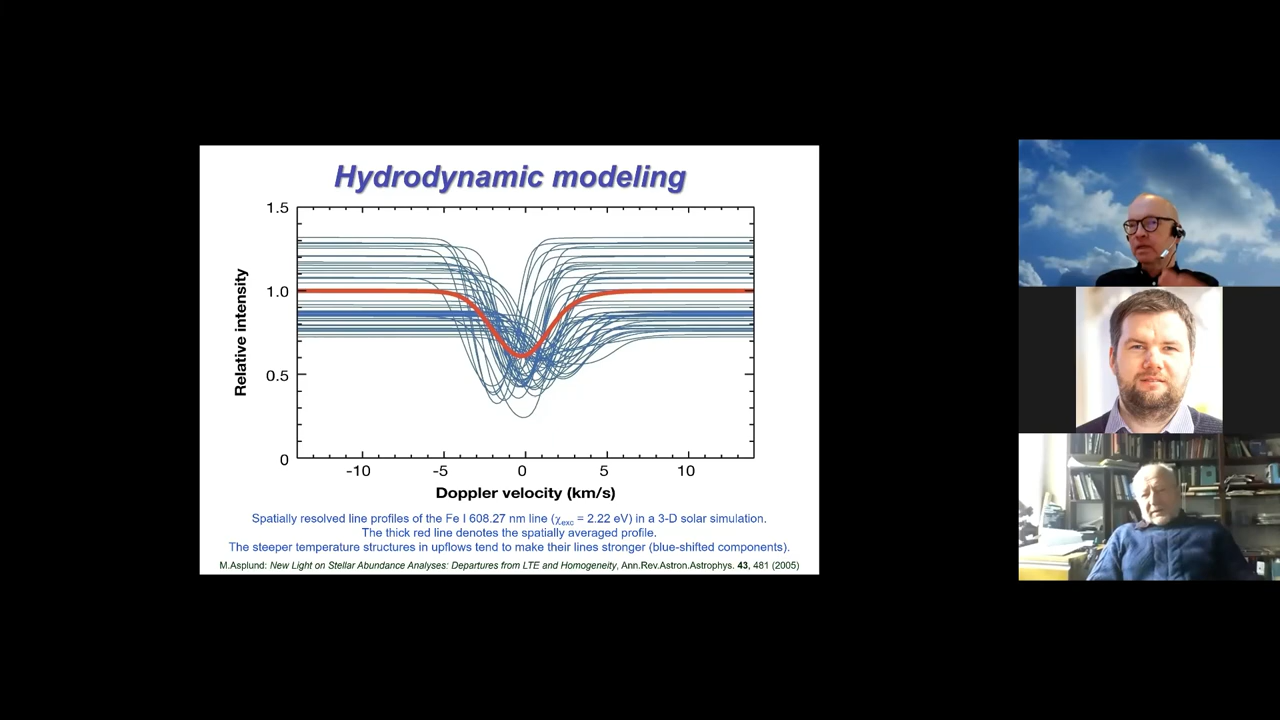 Hydrodynamic modeling
1.5
1.0
0.5
0
Relative intensity
-10 -5 0 5 10
Doppler velocity (km/s)
Spatially resolved line profiles of the Fe I 608.27 nm line (χexc = 2.22 eV) in a 3-D solar simulation.
The thick red line denotes the spatially averaged profile.
The steeper temperature structures in upflows tend to make their lines stronger (blue-shifted components).
M.Asplund: New Light on Stellar Abundance Analyses: Departures from LTE and Homogeneity, Ann.Rev.Astron.Astrophys. 43, 481 (2005)